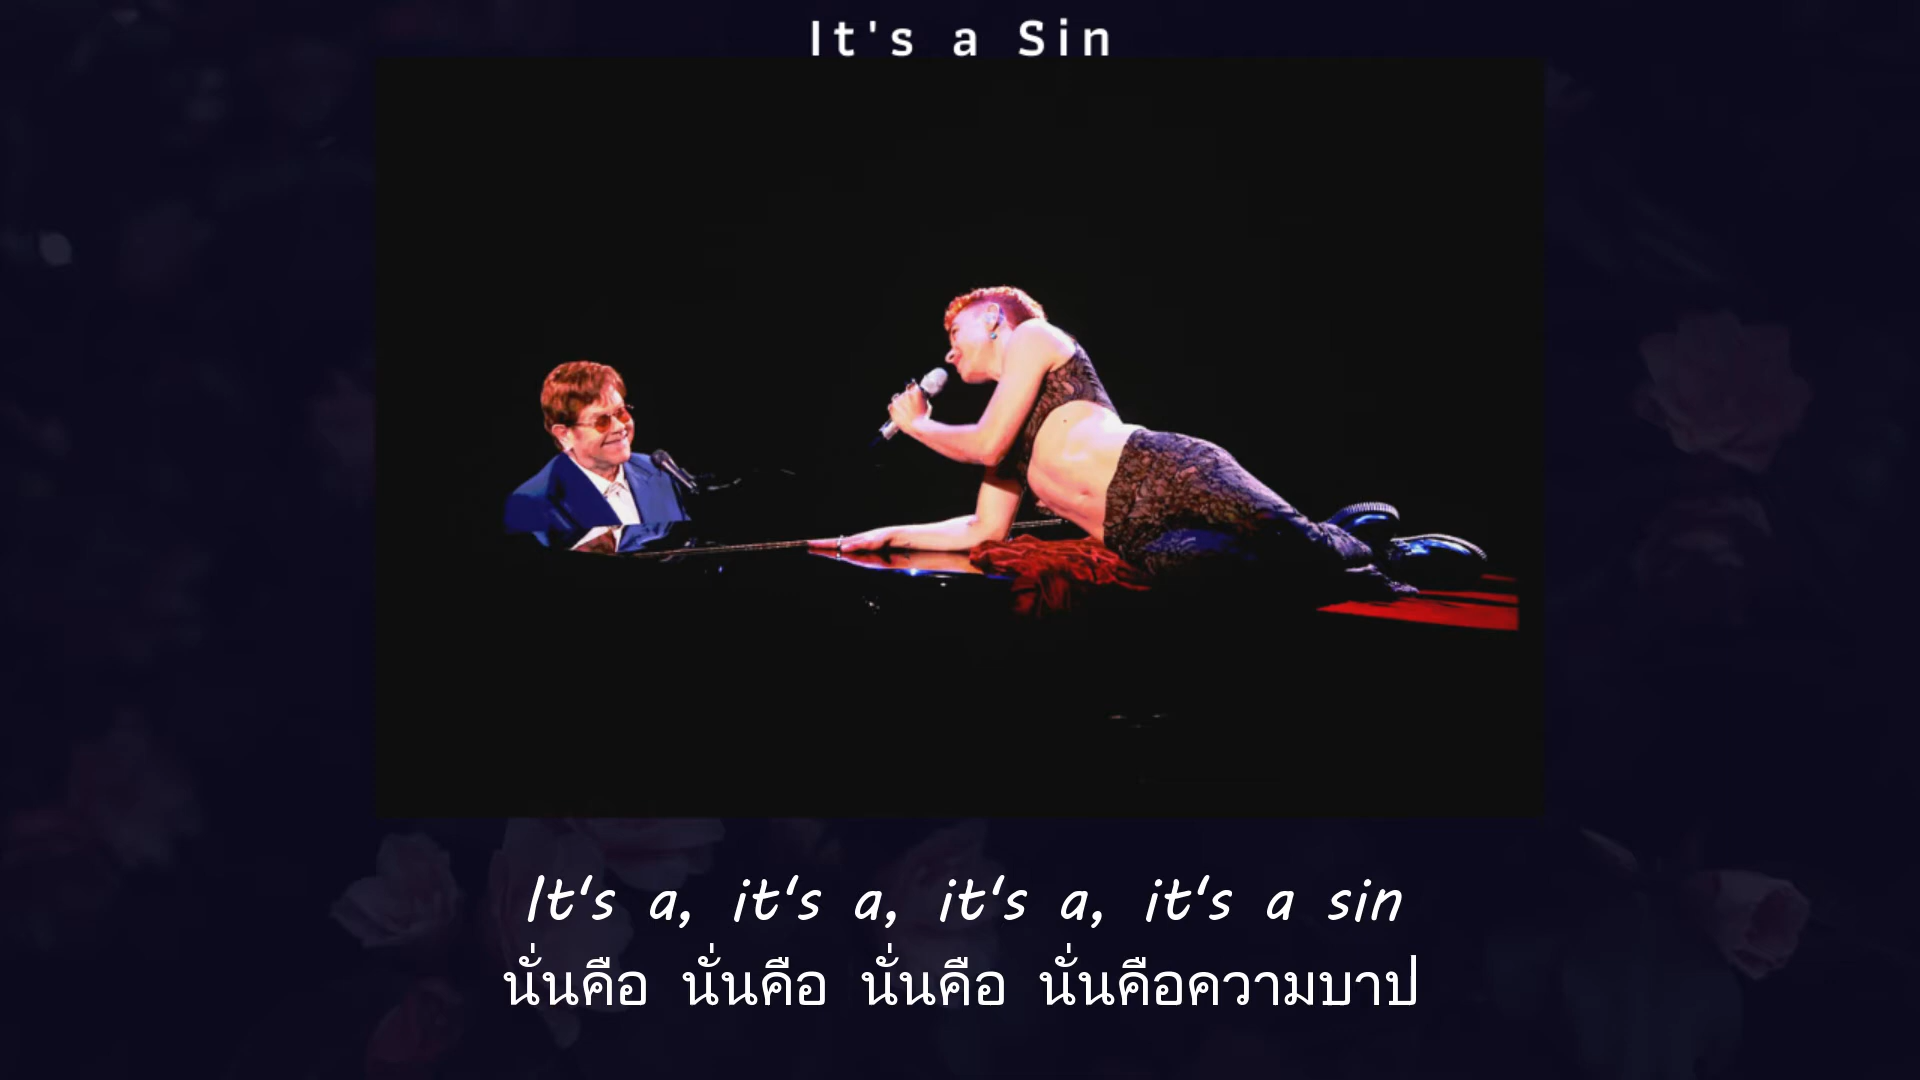 It's a Sin
It's a, it's a, it's a, it's a sin
นั่นคือ นั่นคือ นั่นคือ นั่นคือความบาป